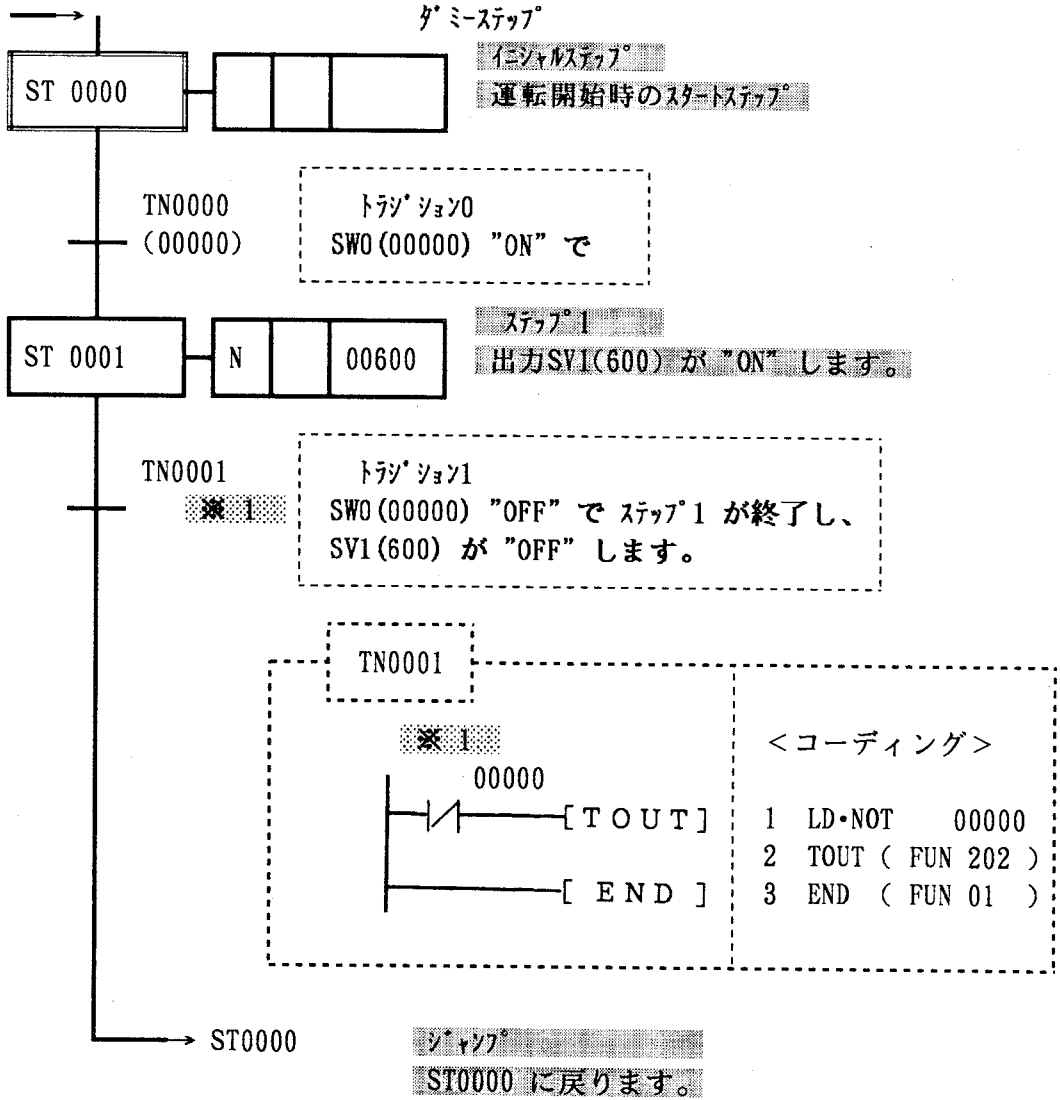 ダミーステップ
イニシャルステップ
ST 0000
運転開始時のスタートステップ
TN0000
(00000)
トラジション0
SW0(00000) ”ON” で
ステップ1
ST 0001 N 00600
出力SV1(600) が ”ON” します。
TN0001
※ 1
トラジション1
SW0(00000) ”OFF” で ステップ1 が終了し、
SV1(600) が ”OFF” します。
TN0001
※ 1
00000
[TOUT]
[ END ]
<コーディング>
1 LD•NOT 00000
2 TOUT ( FUN 202 )
3 END ( FUN 01 )
ST0000
ジャンプ
ST0000 に戻ります。